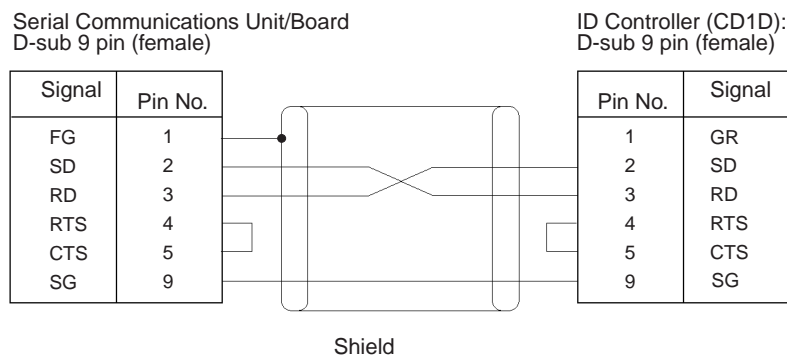 Serial Communications Unit/Board
D-sub 9 pin (female)
ID Controller (CD1D):
D-sub 9 pin (female)
Signal Pin No. Pin No. Signal
FG 1 1 GR
SD 2 2 SD
RD 3 3 RD
RTS 4 4 RTS
CTS 5 5 CTS
SG 9 9 SG
Shield